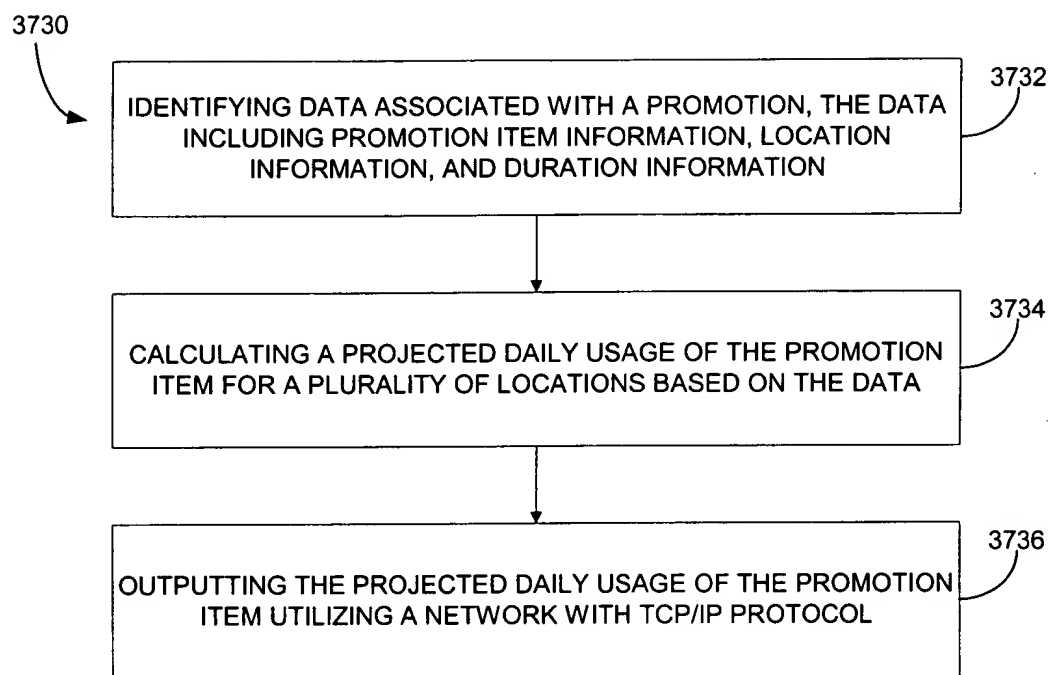 3730
3732
IDENTIFYING DATA ASSOCIATED WITH A PROMOTION, THE DATA
INCLUDING PROMOTION ITEM INFORMATION, LOCATION
INFORMATION, AND DURATION INFORMATION
3734
CALCULATING A PROJECTED DAILY USAGE OF THE PROMOTION
ITEM FOR A PLURALITY OF LOCATIONS BASED ON THE DATA
3736
OUTPUTTING THE PROJECTED DAILY USAGE OF THE PROMOTION
ITEM UTILIZING A NETWORK WITH TCP/IP PROTOCOL